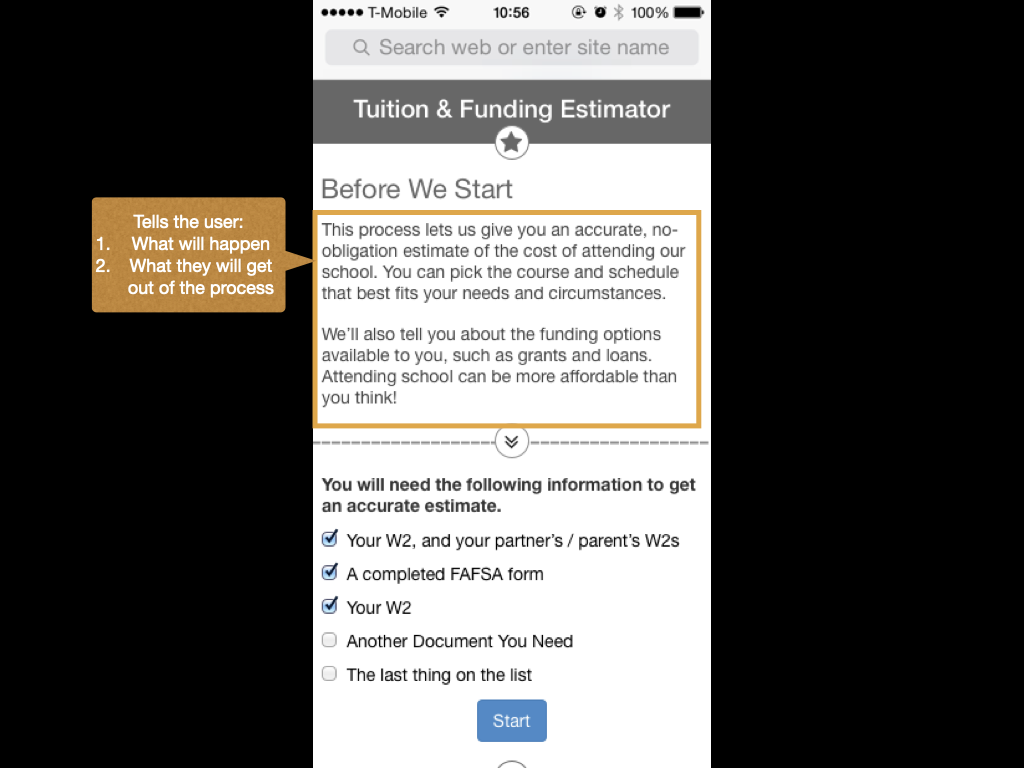 T-Mobile 10:56 100%
Search web or enter site name
Tuition & Funding Estimator
Before We Start
Tells the user:
1. What will happen
2. What they will get
out of the process
This process lets us give you an accurate, no-
obligation estimate of the cost of attending our
school. You can pick the course and schedule
that best fits your needs and circumstances.
We'll also tell you about the funding options
available to you, such as grants and loans.
Attending school can be more affordable than
you think!
You will need the following information to get
an accurate estimate.
Your W2, and your partner's / parent's W2s
A completed FAFSA form
Your W2
Another Document You Need
The last thing on the list
Start